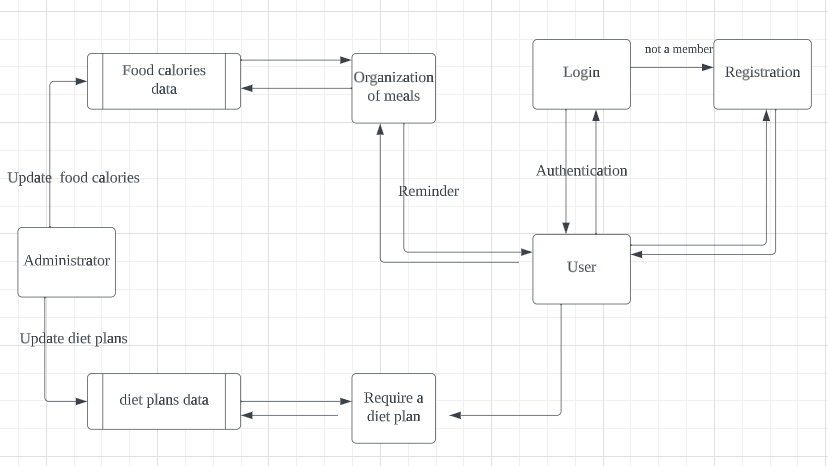 not a member
Food calories
data
Organization
of meals
Login
Registration
Authentication
Update  food calories
Reminder
Administrator
User
Update diet plans
diet plans data
Require a
diet plan